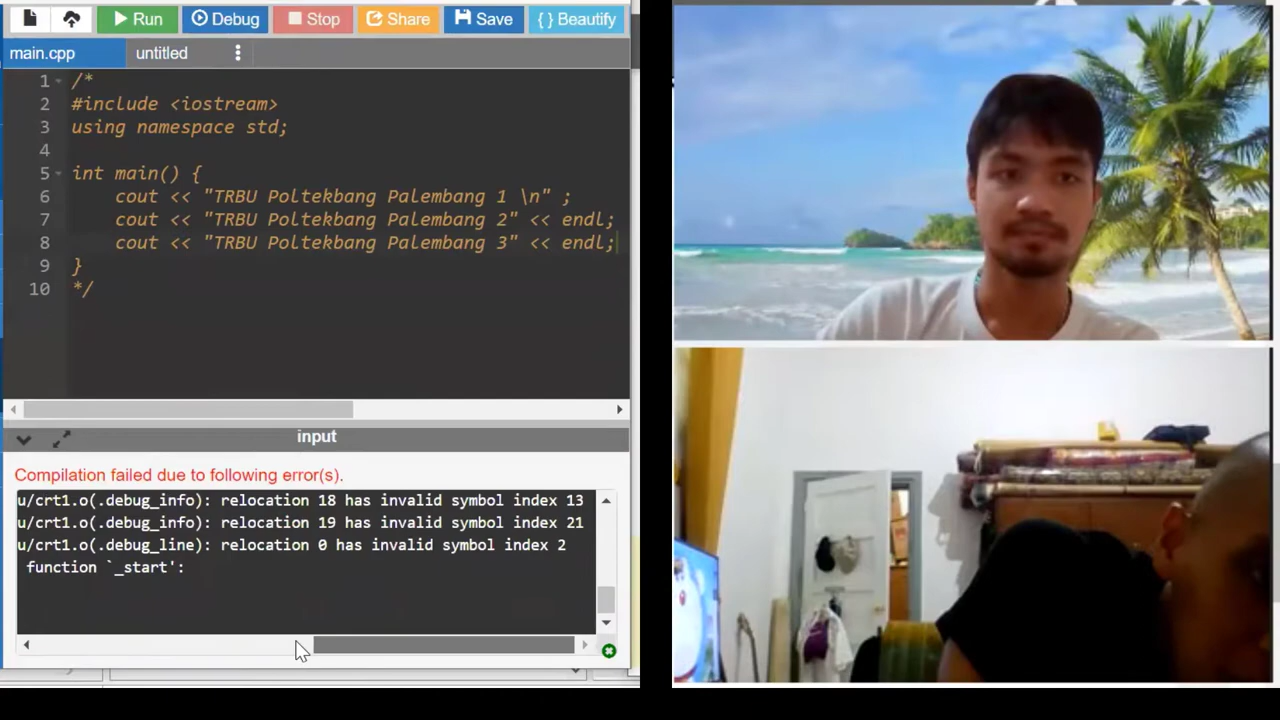 Run Debug Stop Share Save { } Beautify
main.cpp untitled
1 /*
2 #include <iostream>
3 using namespace std;
4
5 int main() {
6 cout << "TRBU Poltekbang Palembang 1 \n" ;
7 cout << "TRBU Poltekbang Palembang 2" << endl;
8 cout << "TRBU Poltekbang Palembang 3" << endl;
9 }
10 */
input
Compilation failed due to following error(s).
u/crt1.o(.debug_info): relocation 18 has invalid symbol index 13
u/crt1.o(.debug_info): relocation 19 has invalid symbol index 21
u/crt1.o(.debug_line): relocation 0 has invalid symbol index 2
function `_start':